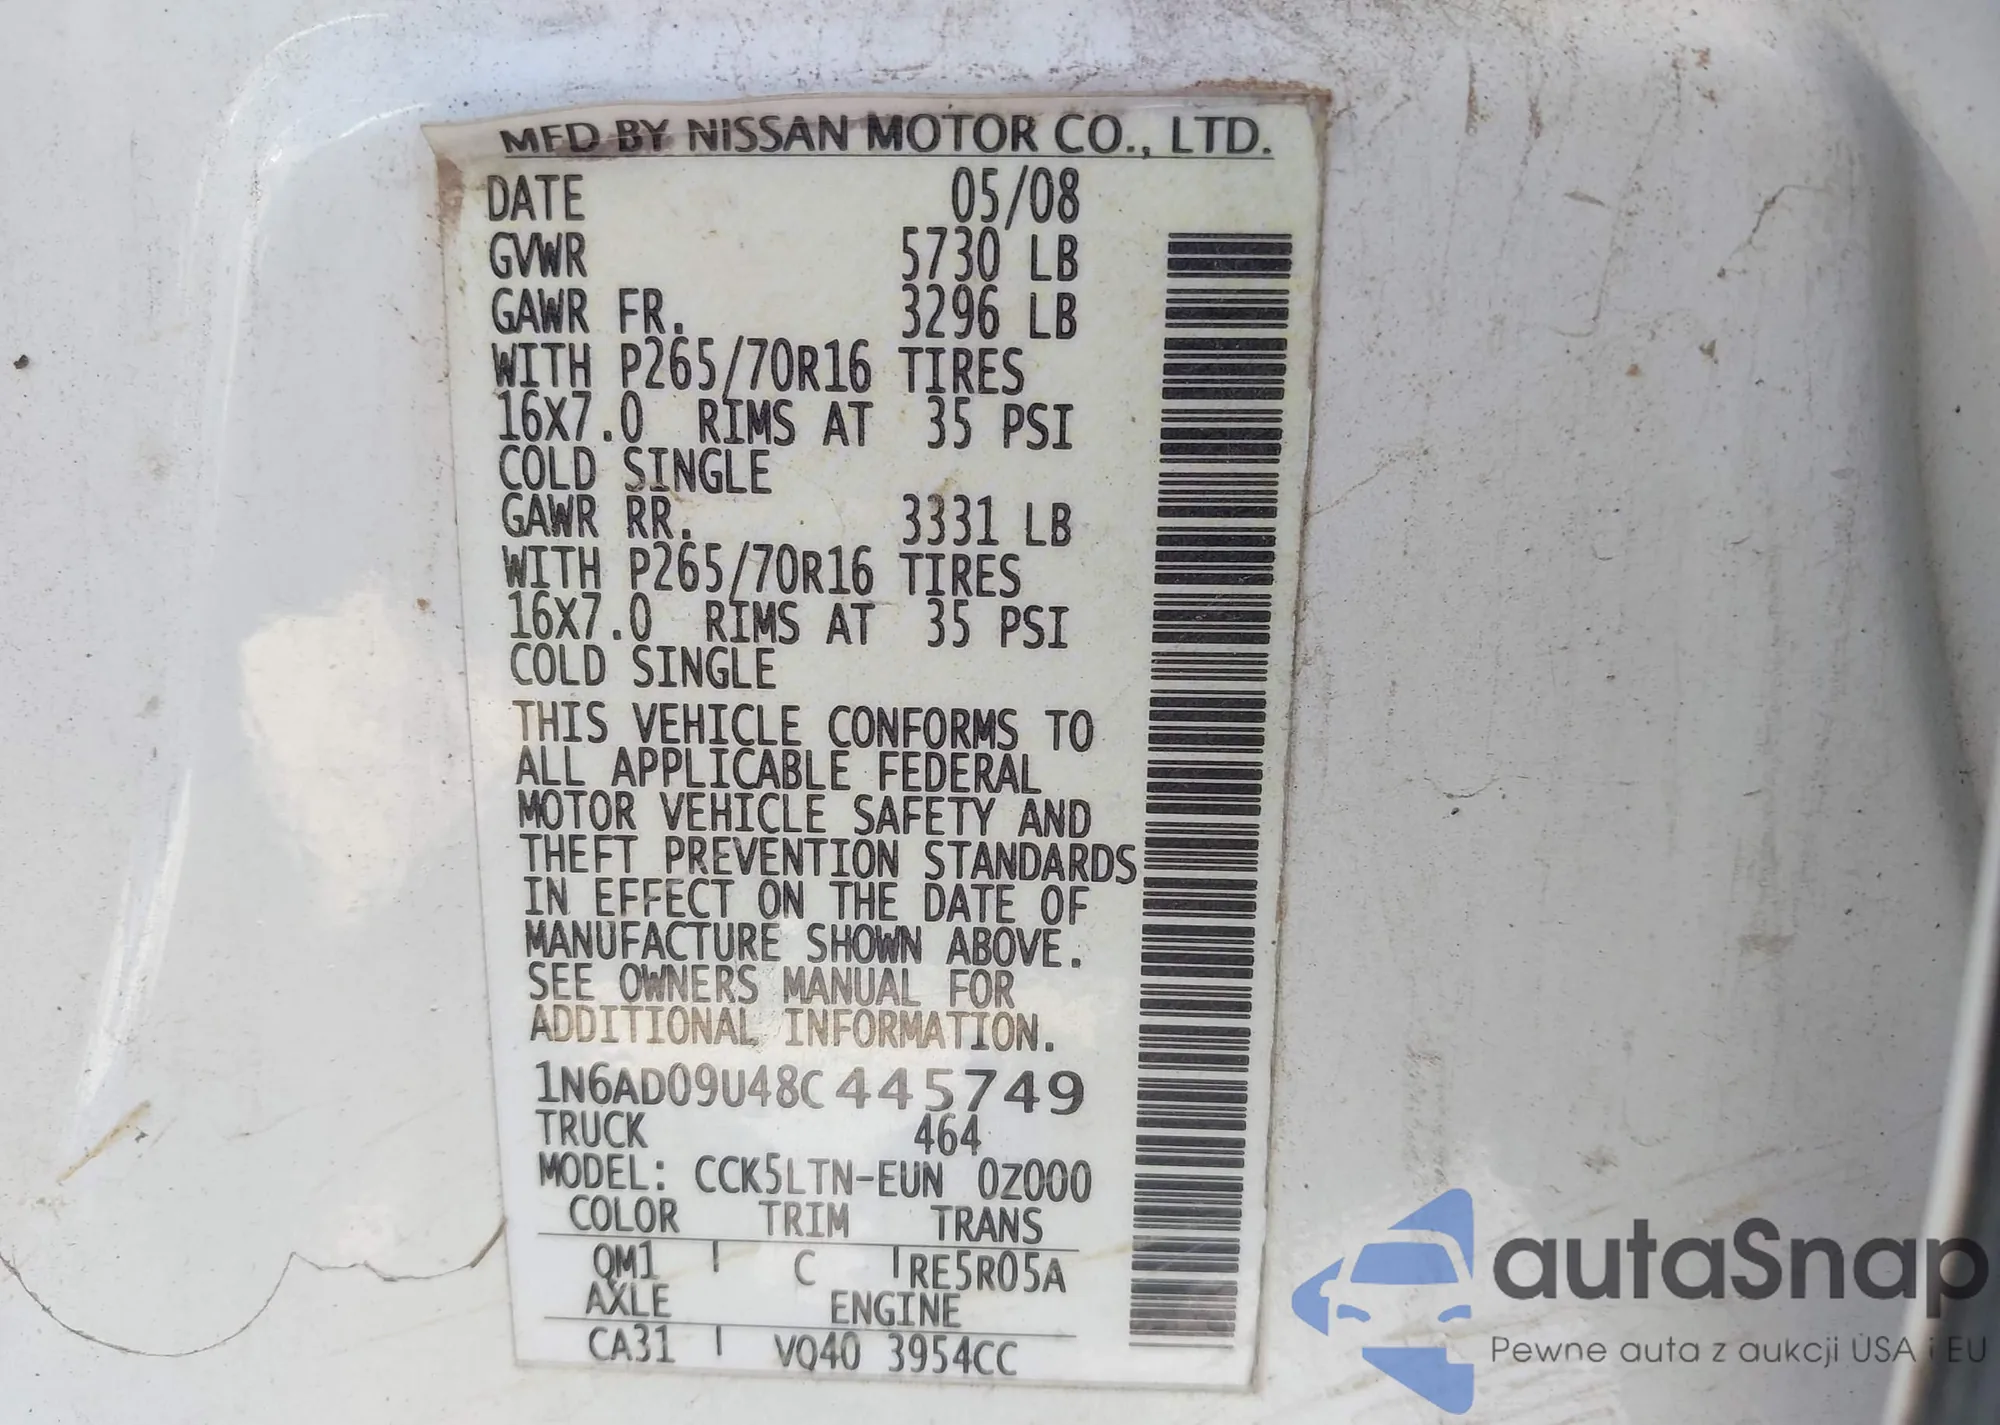 MFD BY NISSAN MOTOR CO., LTD.
DATE 05/08
GVWR 5730 LB
GAWR FR. 3296 LB
WITH P265/70R16 TIRES
16X7.0 RIMS AT 35 PSI
COLD SINGLE
GAWR RR. 3331 LB
WITH P265/70R16 TIRES
16X7.0 RIMS AT 35 PSI
COLD SINGLE
THIS VEHICLE CONFORMS TO
ALL APPLICABLE FEDERAL
MOTOR VEHICLE SAFETY AND
THEFT PREVENTION STANDARDS
IN EFFECT ON THE DATE OF
MANUFACTURE SHOWN ABOVE.
SEE OWNERS MANUAL FOR
ADDITIONAL INFORMATION.
1N6AD09U48C445749
TRUCK 464
MODEL: CCK5LTN-EUN 0Z000
COLOR TRIM TRANS
QM1 C RE5R05A
AXLE ENGINE
CA31 VQ40 3954CC
autaSnap
Pewne auta z aukcji USA i EU